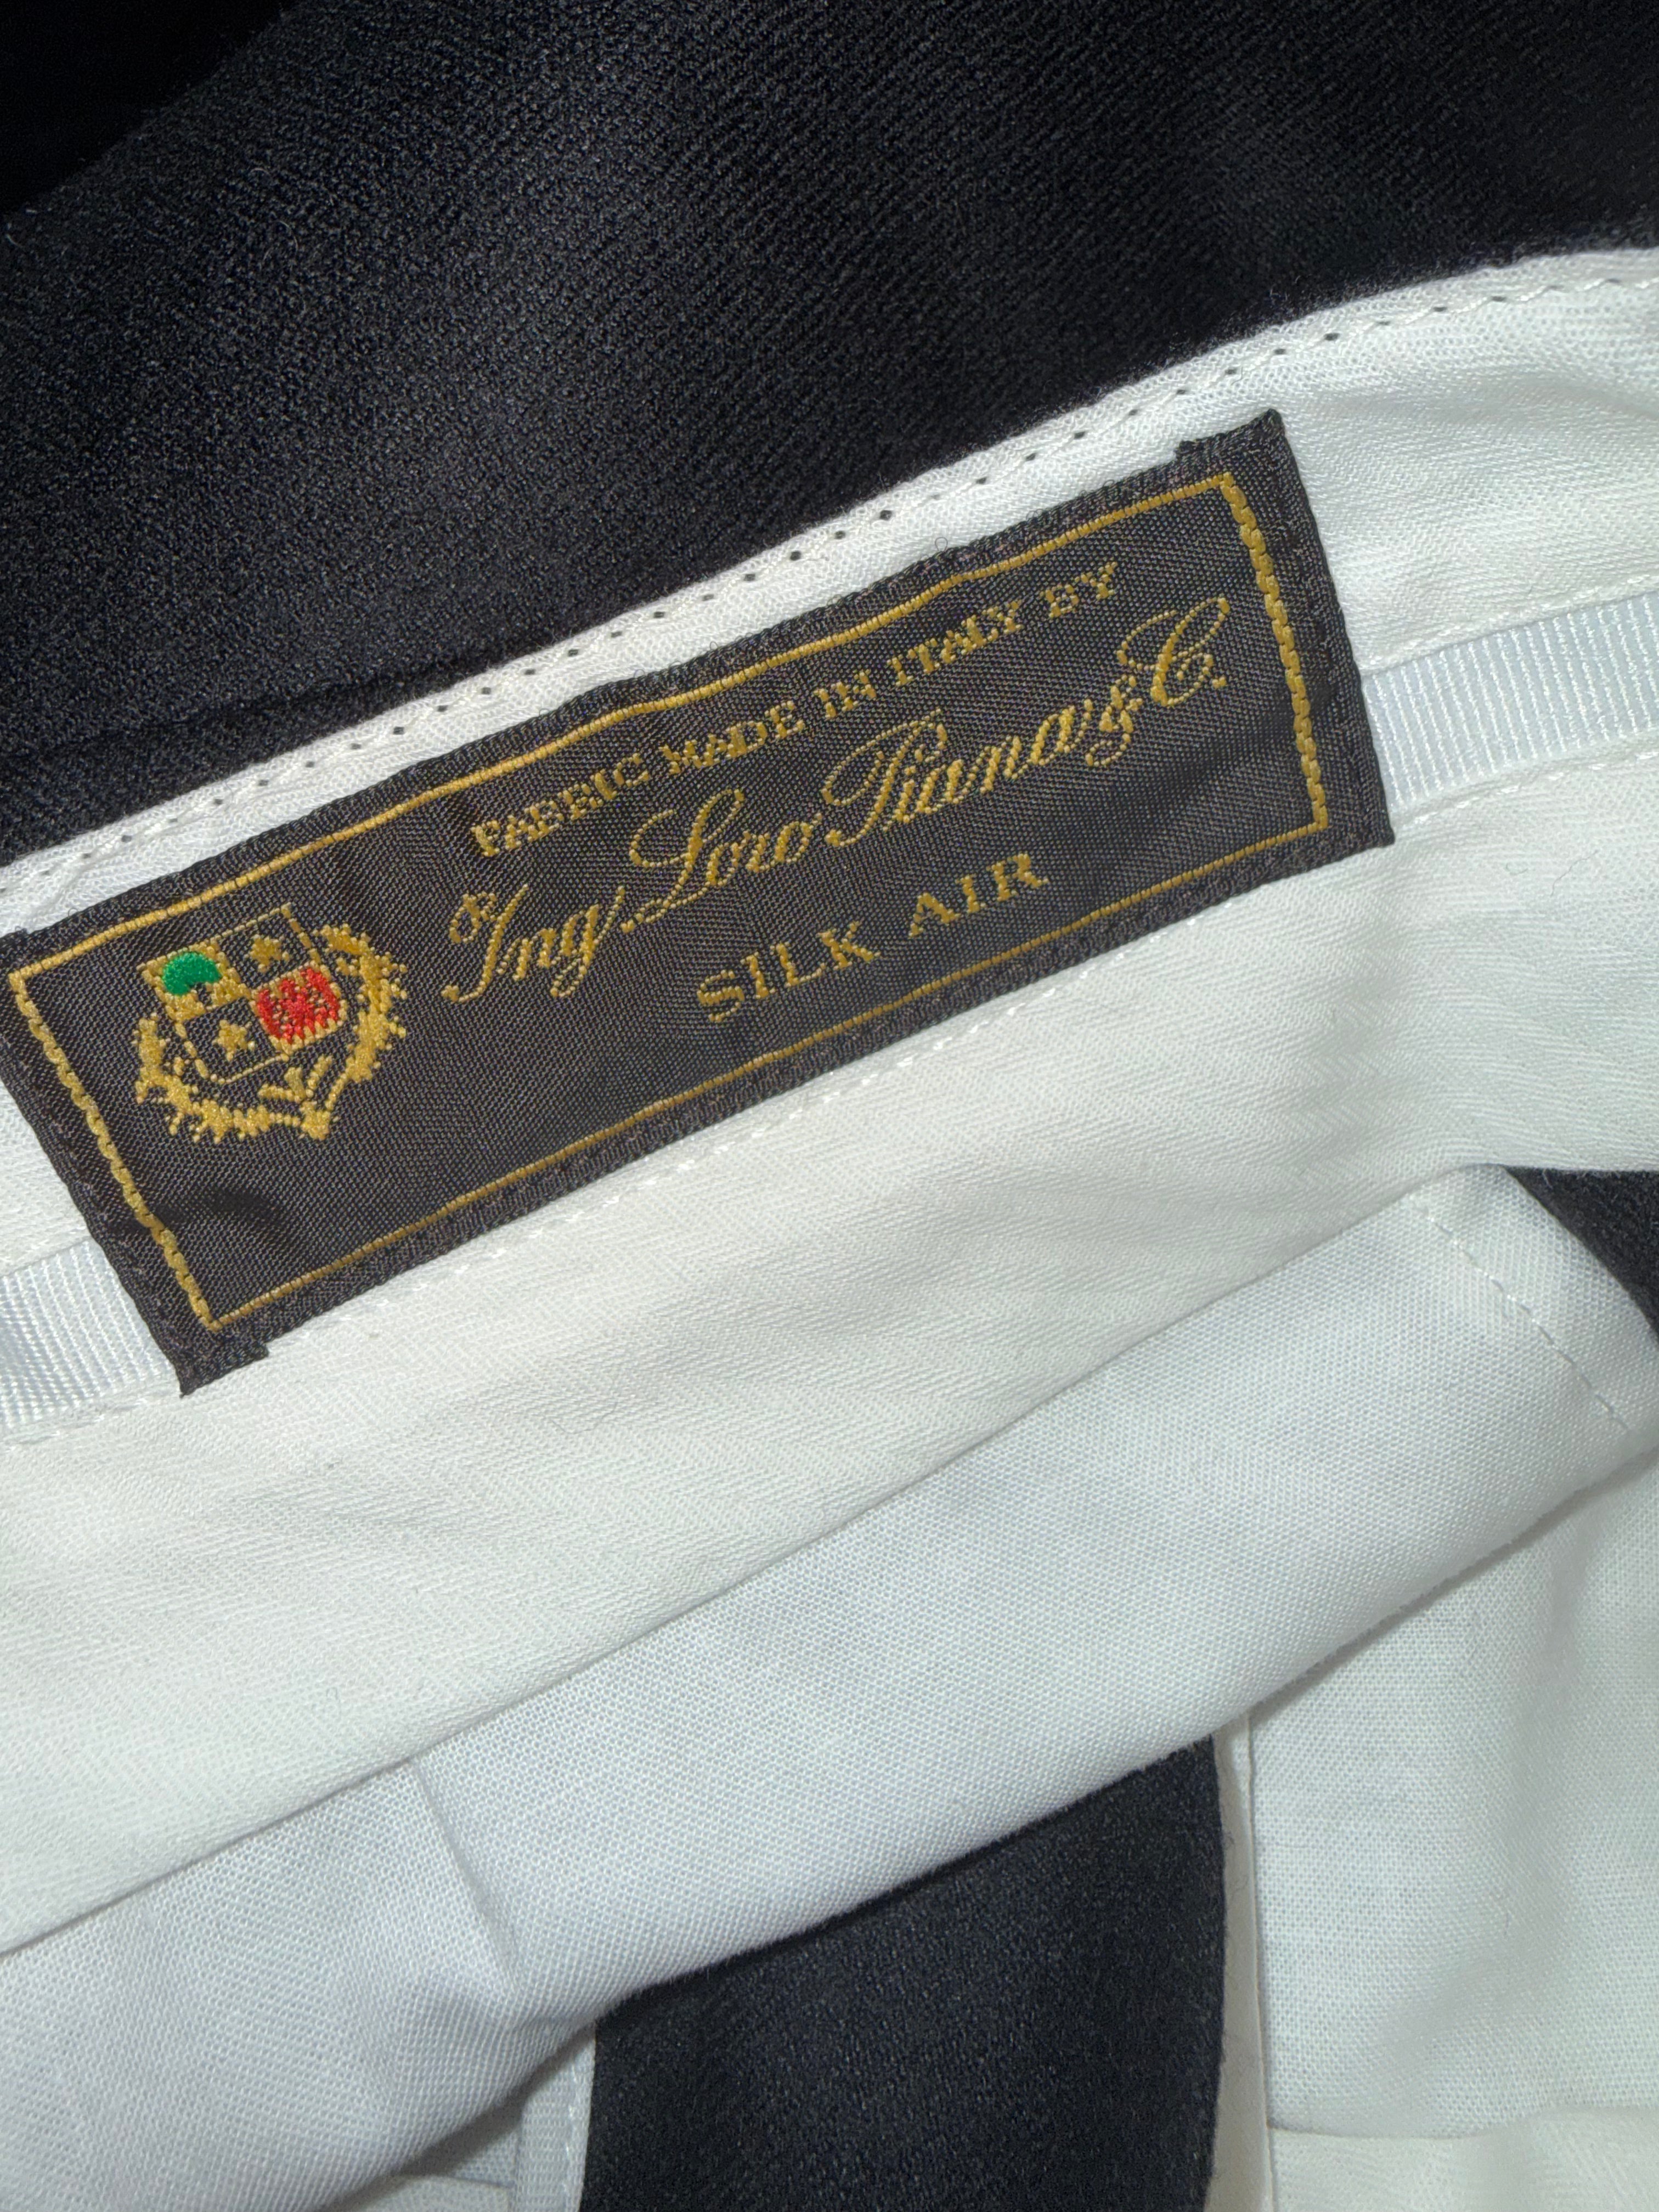 FABRIC MADE IN ITALY BY
Ing. Loro Piana & C.
SILK AIR